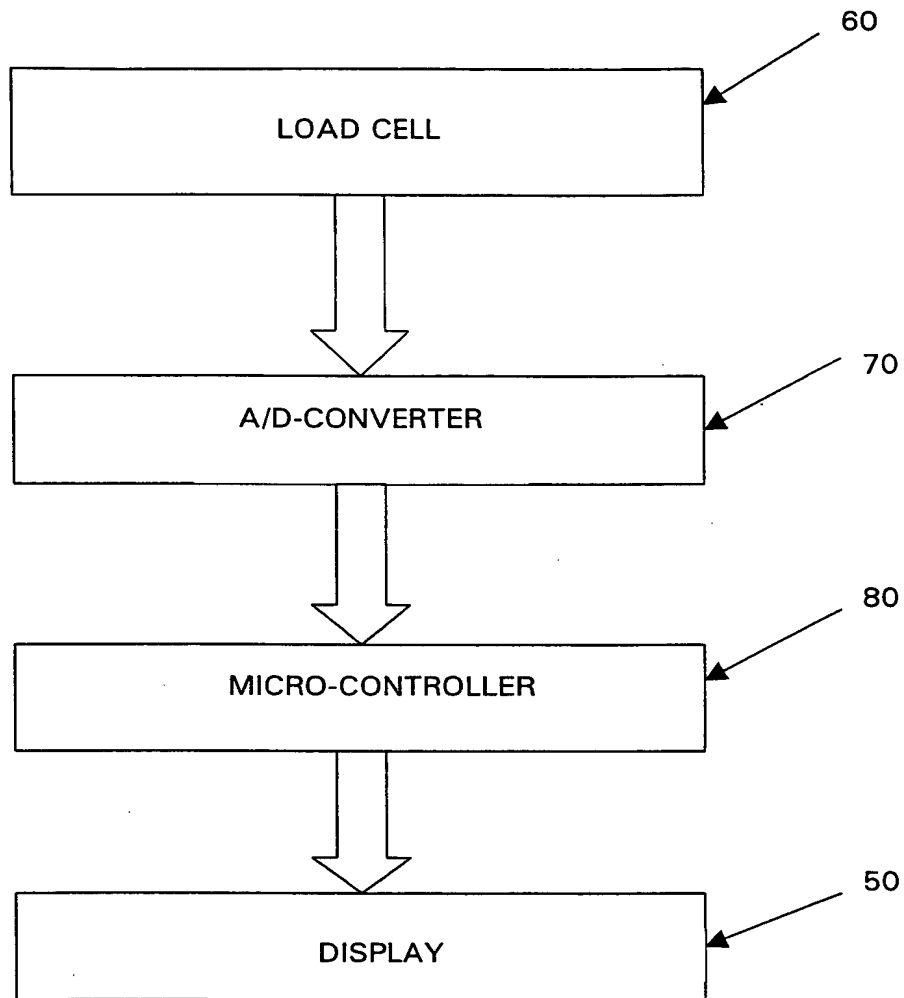 60
LOAD CELL
70
A/D-CONVERTER
80
MICRO-CONTROLLER
50
DISPLAY